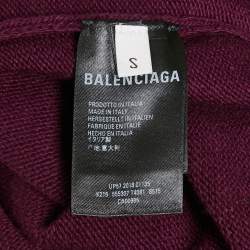 S
BALENCIAGA
PRODOTTO IN ITALIA
MADE IN ITALY
HERGESTELLT IN ITALIEN
FABRIQUÉ EN ITALIE
HECHO EN ITALIA
イタリア製
产地:意大利